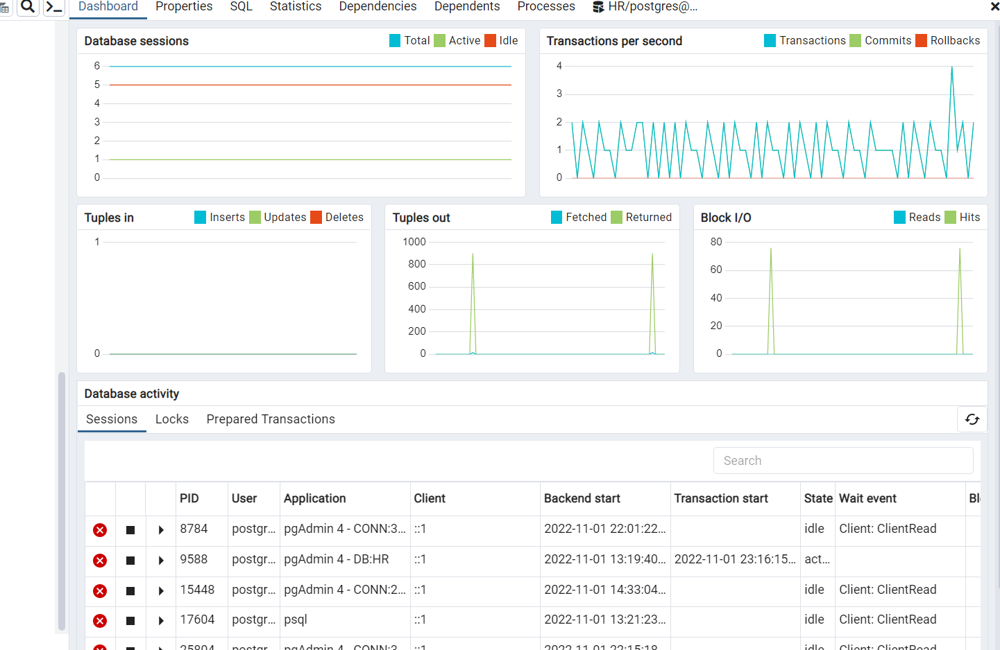 Dashboard Properties SQL Statistics Dependencies Dependents Processes HR/postgres@...
Database sessions Total Active Idle
6
5
4
3
2
1
0
Transactions per second Transactions Commits Rollbacks
4
3
2
1
0
Tuples in Inserts Updates Deletes
1
0
Tuples out Fetched Returned
1000
800
600
400
200
0
Block I/O Reads Hits
80
60
40
20
0
Database activity
Sessions Locks Prepared Transactions
Search
PID User Application Client Backend start Transaction start State Wait event Bl
8784 postgr... pgAdmin 4 - CONN:3... ::1 2022-11-01 22:01:22... idle Client: ClientRead
9588 postgr... pgAdmin 4 - DB:HR ::1 2022-11-01 13:19:40... 2022-11-01 23:16:15... act...
15448 postgr... pgAdmin 4 - CONN:2... ::1 2022-11-01 14:33:04... idle Client: ClientRead
17604 postgr... psql ::1 2022-11-01 13:21:23... idle Client: ClientRead
25804 postgr... pgAdmin 4 - CONN:3... ::1 2022-11-01 22:15:18... idle Client: ClientRead